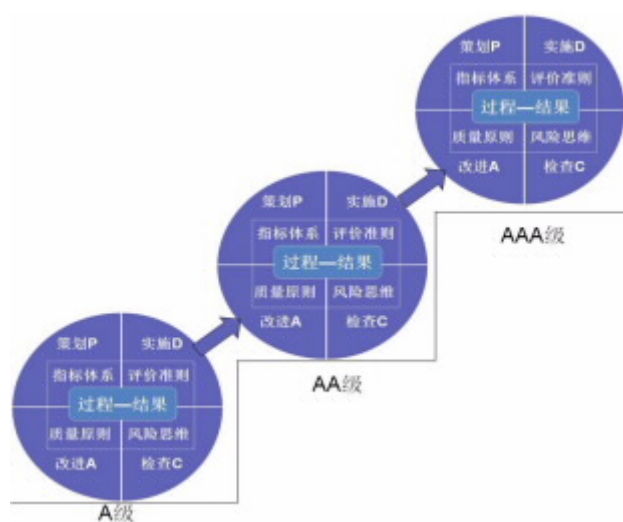 策划P 实施D
指标体系 评价准则
过程—结果
质量原则 风险思维
改进A 检查C
AAA级
策划P 实施D
指标体系 评价准则
过程—结果
质量原则 风险思维
改进A 检查C
AA级
策划P 实施D
指标体系 评价准则
过程—结果
质量原则 风险思维
改进A 检查C
A级